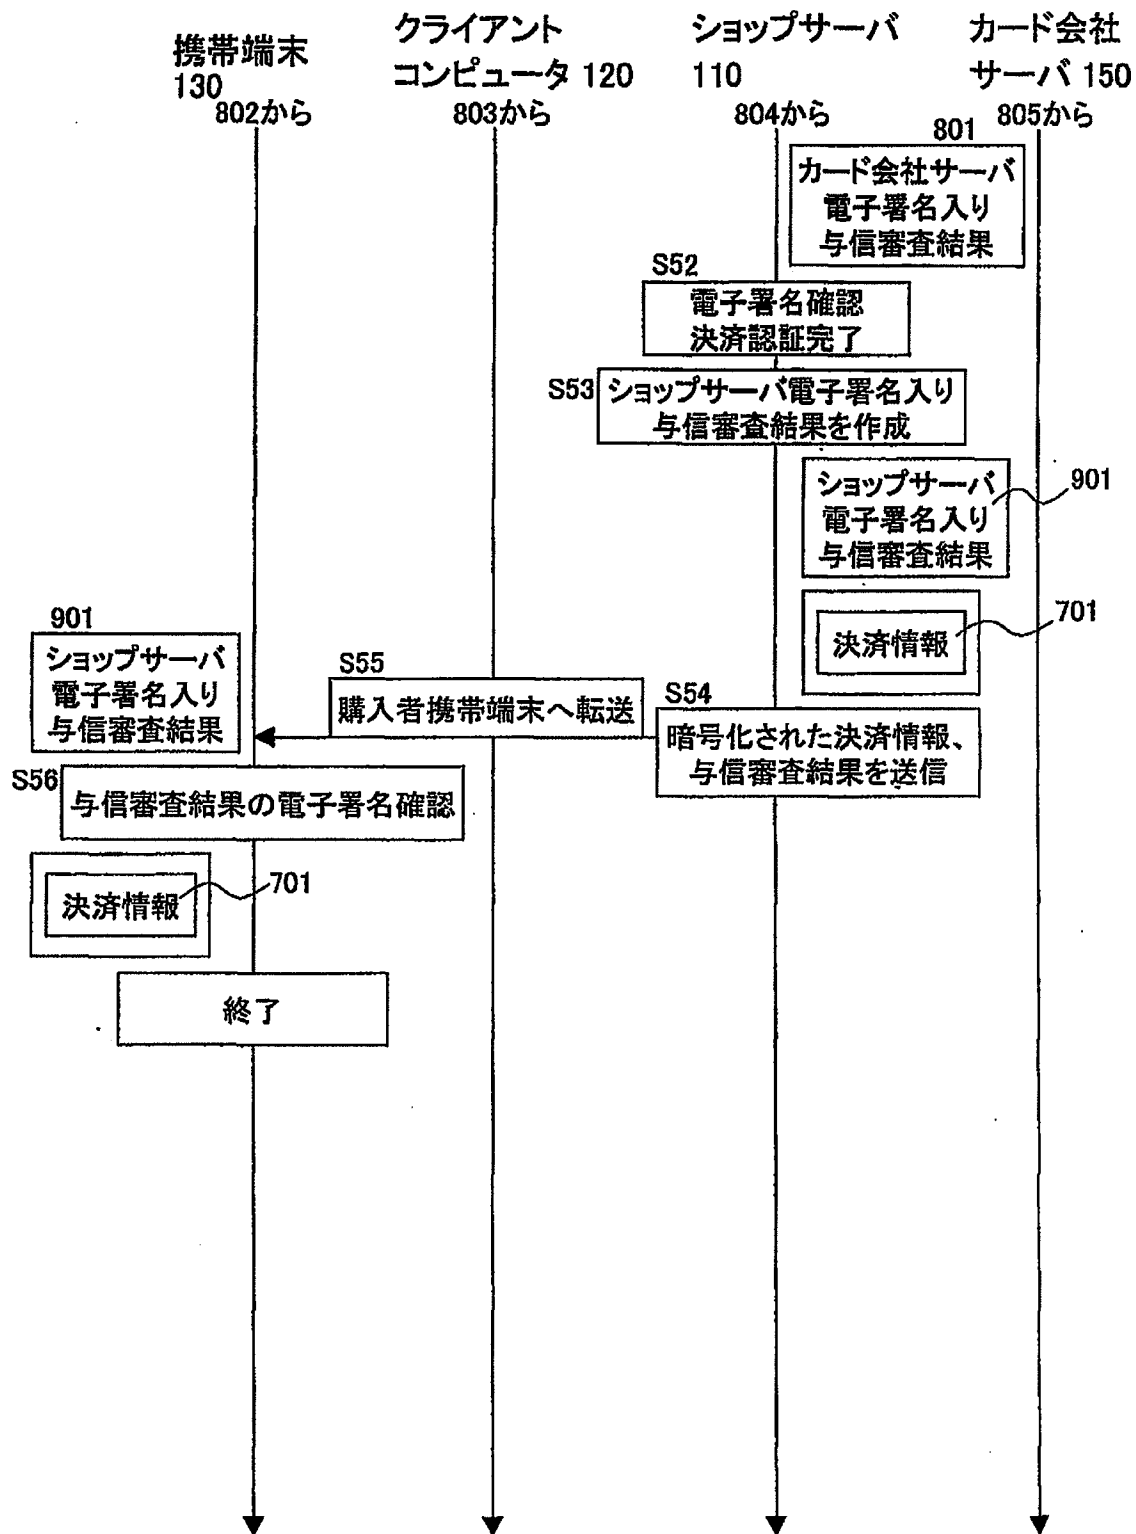 携帯端末
130
802から
クライアント
コンピュータ 120
803から
ショップサーバ
110
804から
カード会社
サーバ 150
805から
801
カード会社サーバ
電子署名入り
与信審査結果
S52
電子署名確認
決済認証完了
S53
ショップサーバ電子署名入り
与信審査結果を作成
901
ショップサーバ
電子署名入り
与信審査結果
701
決済情報
901
ショップサーバ
電子署名入り
与信審査結果
S55
購入者携帯端末へ転送
S54
暗号化された決済情報、
与信審査結果を送信
S56
与信審査結果の電子署名確認
701
決済情報
終了